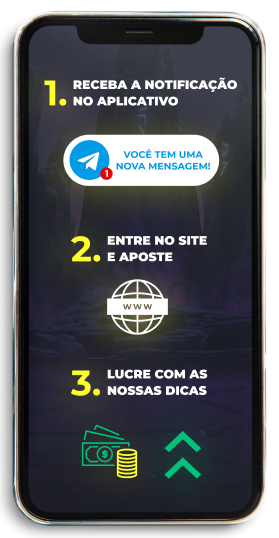 1. RECEBA A NOTIFICAÇÃO
NO APLICATIVO
1
VOCÊ TEM UMA
NOVA MENSAGEM!
2. ENTRE NO SITE
E APOSTE
WWW
3. LUCRE COM AS
NOSSAS DICAS
$